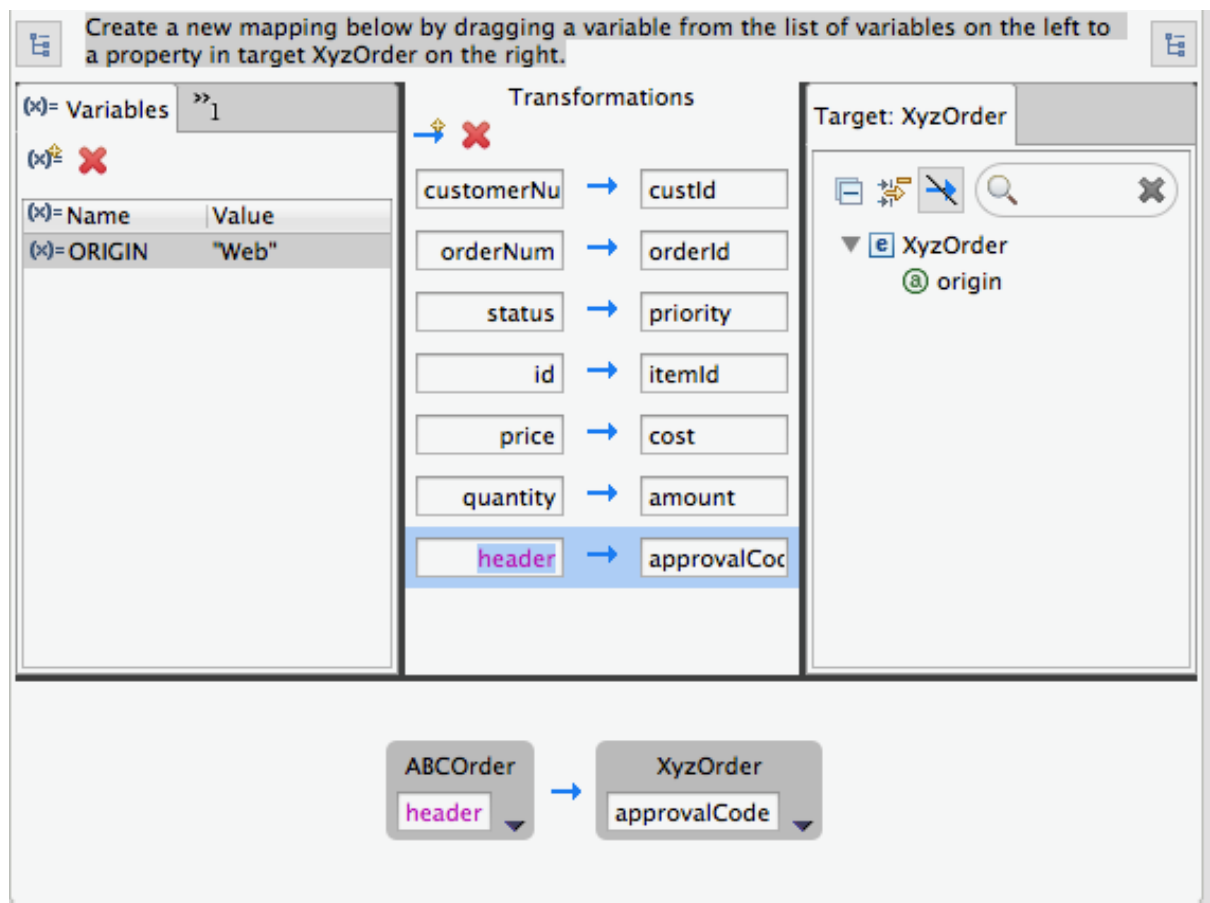 Create a new mapping below by dragging a variable from the list of variables on the left to
a property in target XyzOrder on the right.
(x)= Variables
»1
Transformations
Target: XyzOrder
(x)= Name Value
(x)= ORIGIN "Web"
customerNu → custId
orderNum → orderId
status → priority
id → itemId
price → cost
quantity → amount
header → approvalCod
XyzOrder
origin
ABCOrder
header
→
XyzOrder
approvalCode